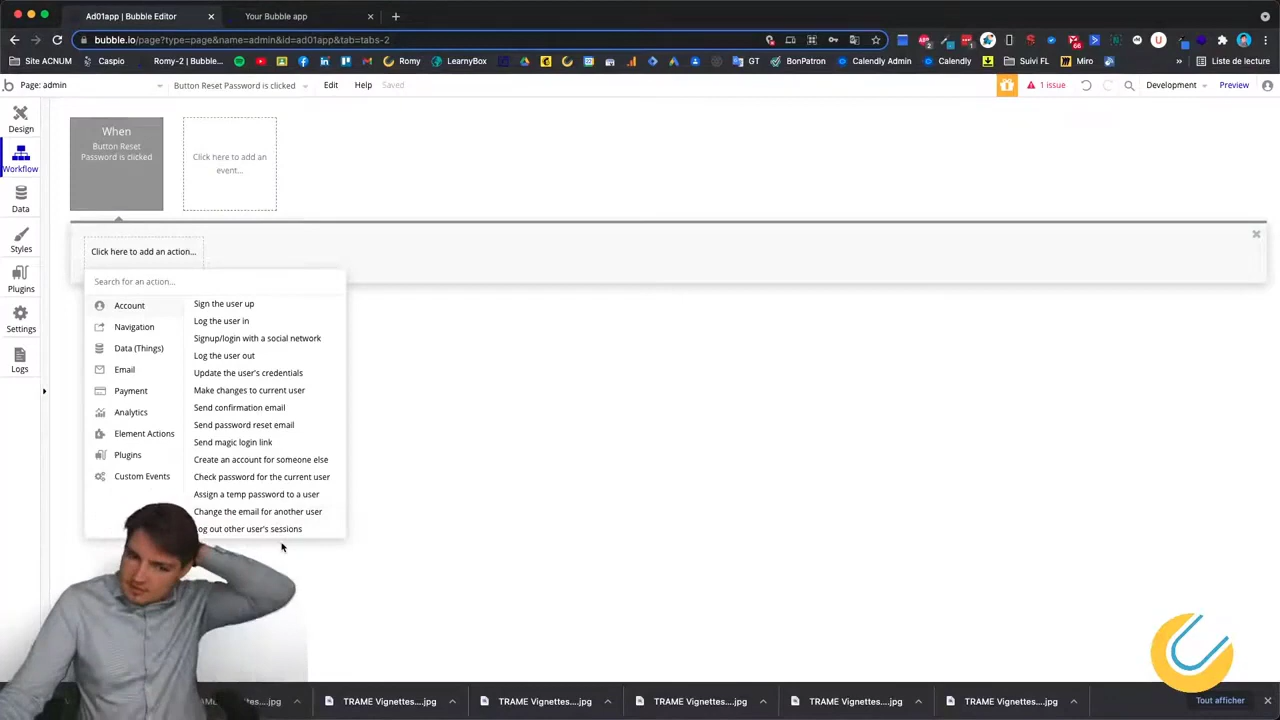 Ad01app | Bubble Editor
Your Bubble app
bubble.io/page?type=page&name=admin&id=ad01app&tab=tabs-2
Site ACNUM
Caspio
Romy-2 | Bubble...
Romy
LearnyBox
BonPatron
Calendly Admin
Calendly
Suivi FL
Miro
Liste de lecture
Page: admin
Button Reset Password is clicked
Edit
Help
Saved
1 issue
Development
Preview
Design
Workflow
Data
Styles
Plugins
Settings
Logs
When
Button Reset
Password is clicked
Click here to add an
event...
Click here to add an action...
Search for an action...
Account
Navigation
Data (Things)
Email
Payment
Analytics
Element Actions
Plugins
Custom Events
Sign the user up
Log the user in
Signup/login with a social network
Log the user out
Update the user's credentials
Make changes to current user
Send confirmation email
Send password reset email
Send magic login link
Create an account for someone else
Check password for the current user
Assign a temp password to a user
Change the email for another user
og out other user's sessions
AME Vignettes....jpg
TRAME Vignettes....jpg
TRAME Vignettes....jpg
TRAME Vignettes....jpg
TRAME Vignettes....jpg
TRAME Vignettes....jpg
Tout afficher